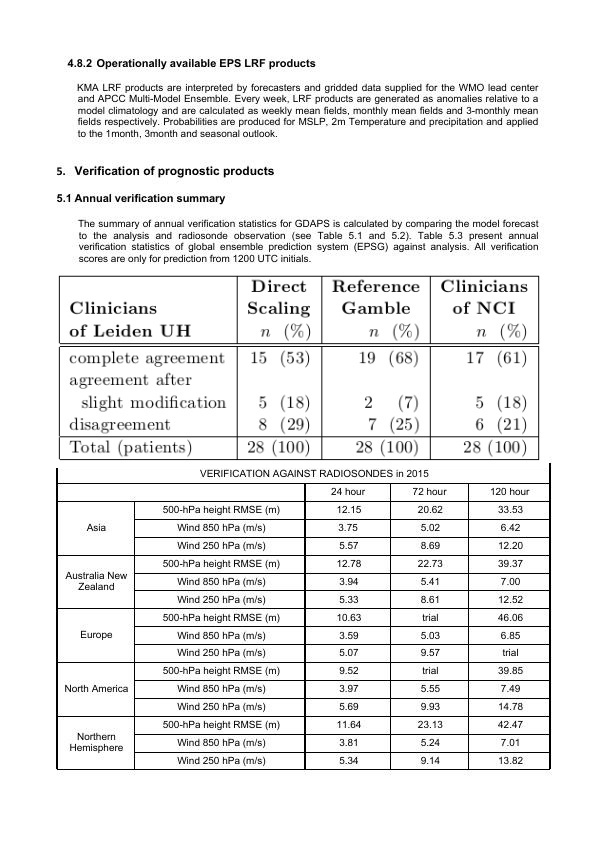 4.8.2 Operationally available EPS LRF products
KMA LRF products are interpreted by forecasters and gridded data supplied for the WMO lead center
and APCC Multi-Model Ensemble. Every week, LRF products are generated as anomalies relative to a
model climatology and are calculated as weekly mean fields, monthly mean fields and 3-monthly mean
fields respectively. Probabilities are produced for MSLP, 2m Temperature and precipitation and applied
to the 1month, 3month and seasonal outlook.
5. Verification of prognostic products
5.1 Annual verification summary
The summary of annual verification statistics for GDAPS is calculated by comparing the model forecast
to the analysis and radiosonde observation (see Table 5.1 and 5.2). Table 5.3 present annual
verification statistics of global ensemble prediction system (EPSG) against analysis. All verification
scores are only for prediction from 1200 UTC initials.
Direct Reference Clinicians
Clinicians Scaling Gamble of NCI
of Leiden UH n (%) n (%) n (%)
complete agreement 15 (53) 19 (68) 17 (61)
agreement after
slight modification 5 (18) 2 (7) 5 (18)
disagreement 8 (29) 7 (25) 6 (21)
Total (patients) 28 (100) 28 (100) 28 (100)
VERIFICATION AGAINST RADIOSONDES in 2015
24 hour 72 hour 120 hour
Asia 500-hPa height RMSE (m) 12.15 20.62 33.53
Wind 850 hPa (m/s) 3.75 5.02 6.42
Wind 250 hPa (m/s) 5.57 8.69 12.20
Australia New Zealand 500-hPa height RMSE (m) 12.78 22.73 39.37
Wind 850 hPa (m/s) 3.94 5.41 7.00
Wind 250 hPa (m/s) 5.33 8.61 12.52
Europe 500-hPa height RMSE (m) 10.63 trial 46.06
Wind 850 hPa (m/s) 3.59 5.03 6.85
Wind 250 hPa (m/s) 5.07 9.57 trial
North America 500-hPa height RMSE (m) 9.52 trial 39.85
Wind 850 hPa (m/s) 3.97 5.55 7.49
Wind 250 hPa (m/s) 5.69 9.93 14.78
Northern Hemisphere 500-hPa height RMSE (m) 11.64 23.13 42.47
Wind 850 hPa (m/s) 3.81 5.24 7.01
Wind 250 hPa (m/s) 5.34 9.14 13.82